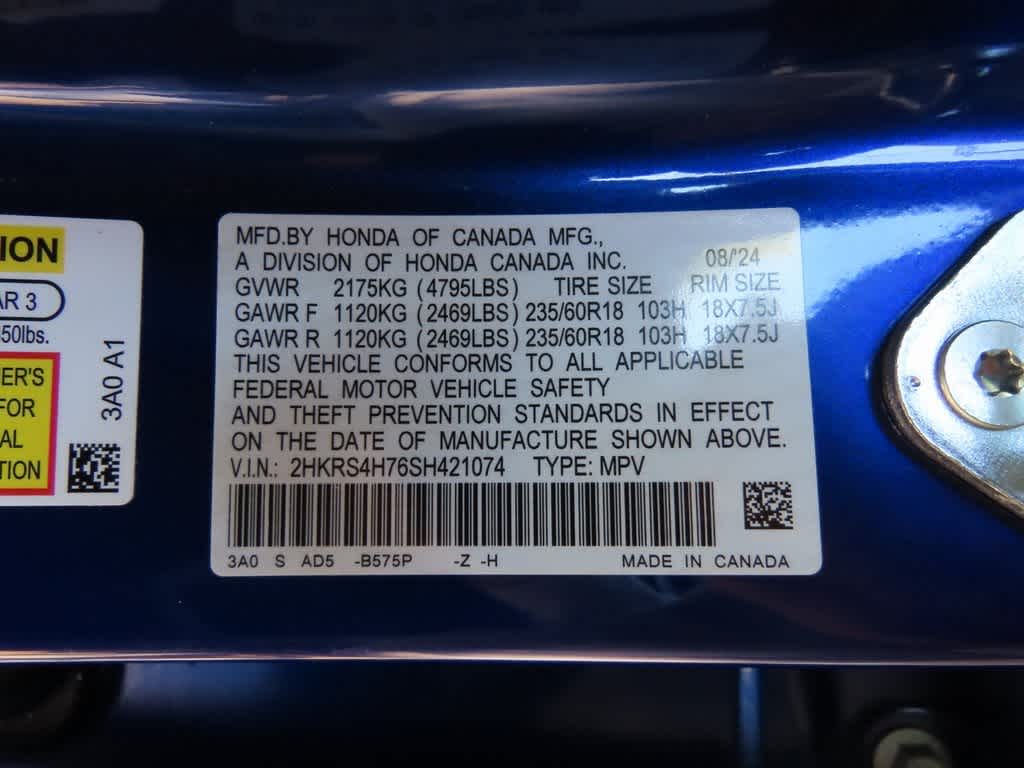 ION
AR 3
50lbs.
ER'S
FOR
AL
TION
3A0 A1
MFD.BY HONDA OF CANADA MFG.,
A DIVISION OF HONDA CANADA INC. 08/'24
GVWR 2175KG (4795LBS) TIRE SIZE RIM SIZE
GAWR F 1120KG (2469LBS) 235/60R18 103H 18X7.5J
GAWR R 1120KG (2469LBS) 235/60R18 103H 18X7.5J
THIS VEHICLE CONFORMS TO ALL APPLICABLE
FEDERAL MOTOR VEHICLE SAFETY
AND THEFT PREVENTION STANDARDS IN EFFECT
ON THE DATE OF MANUFACTURE SHOWN ABOVE.
V.I.N.: 2HKRS4H76SH421074 TYPE: MPV
3A0 S AD5 -B575P -Z -H MADE IN CANADA